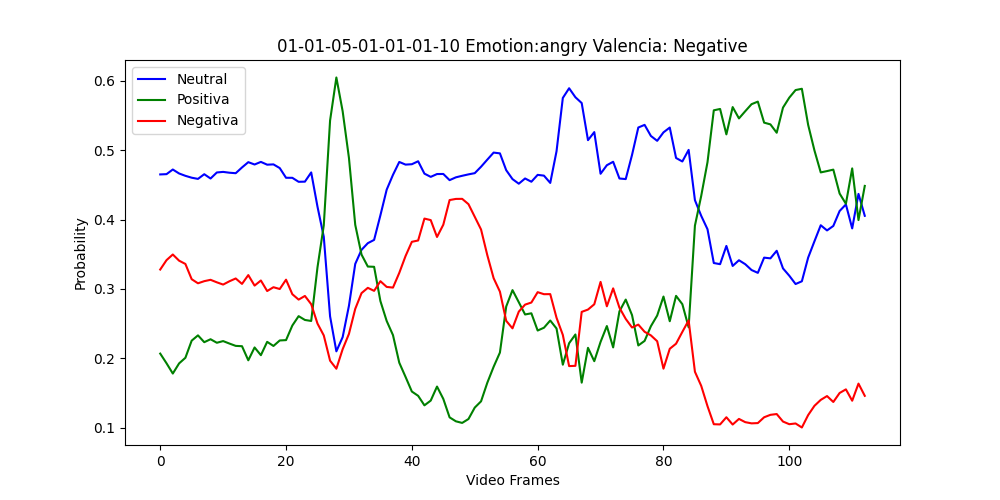 01-01-05-01-01-01-10 Emotion:angry Valencia: Negative
Neutral
Positiva
Negativa
0.6
0.5
0.4
0.3
0.2
0.1
Probability
0 20 40 60 80 100
Video Frames